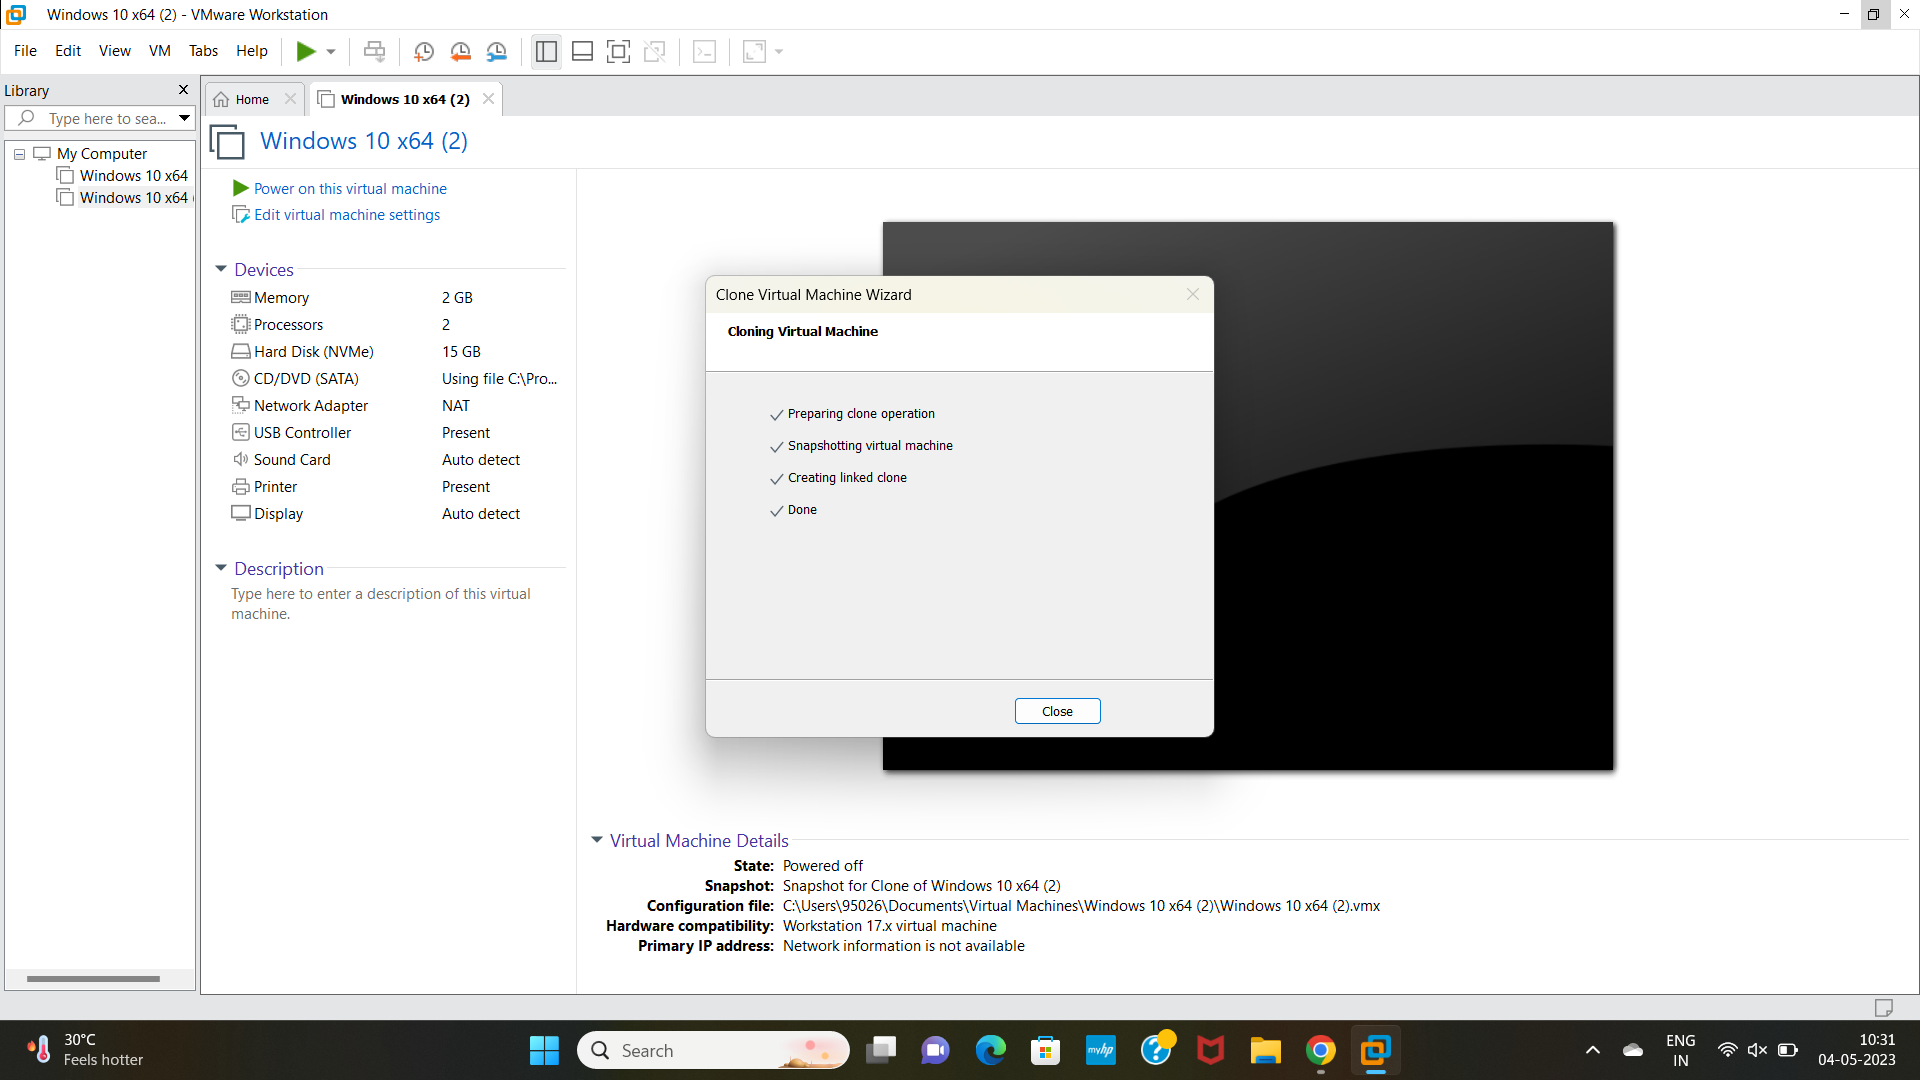 Windows 10 x64 (2) - VMware Workstation
File Edit View VM Tabs Help
Library
Type here to sea...
My Computer
Windows 10 x64
Windows 10 x64 (
Home
Windows 10 x64 (2)
Windows 10 x64 (2)
Power on this virtual machine
Edit virtual machine settings
Devices
Memory 2 GB
Processors 2
Hard Disk (NVMe) 15 GB
CD/DVD (SATA) Using file C:\Pro...
Network Adapter NAT
USB Controller Present
Sound Card Auto detect
Printer Present
Display Auto detect
Description
Type here to enter a description of this virtual
machine.
Clone Virtual Machine Wizard
Cloning Virtual Machine
Preparing clone operation
Snapshotting virtual machine
Creating linked clone
Done
Close
Virtual Machine Details
State: Powered off
Snapshot: Snapshot for Clone of Windows 10 x64 (2)
Configuration file: C:\Users\95026\Documents\Virtual Machines\Windows 10 x64 (2)\Windows 10 x64 (2).vmx
Hardware compatibility: Workstation 17.x virtual machine
Primary IP address: Network information is not available
30°C
Feels hotter
Search
myhp
ENG
IN
10:31
04-05-2023